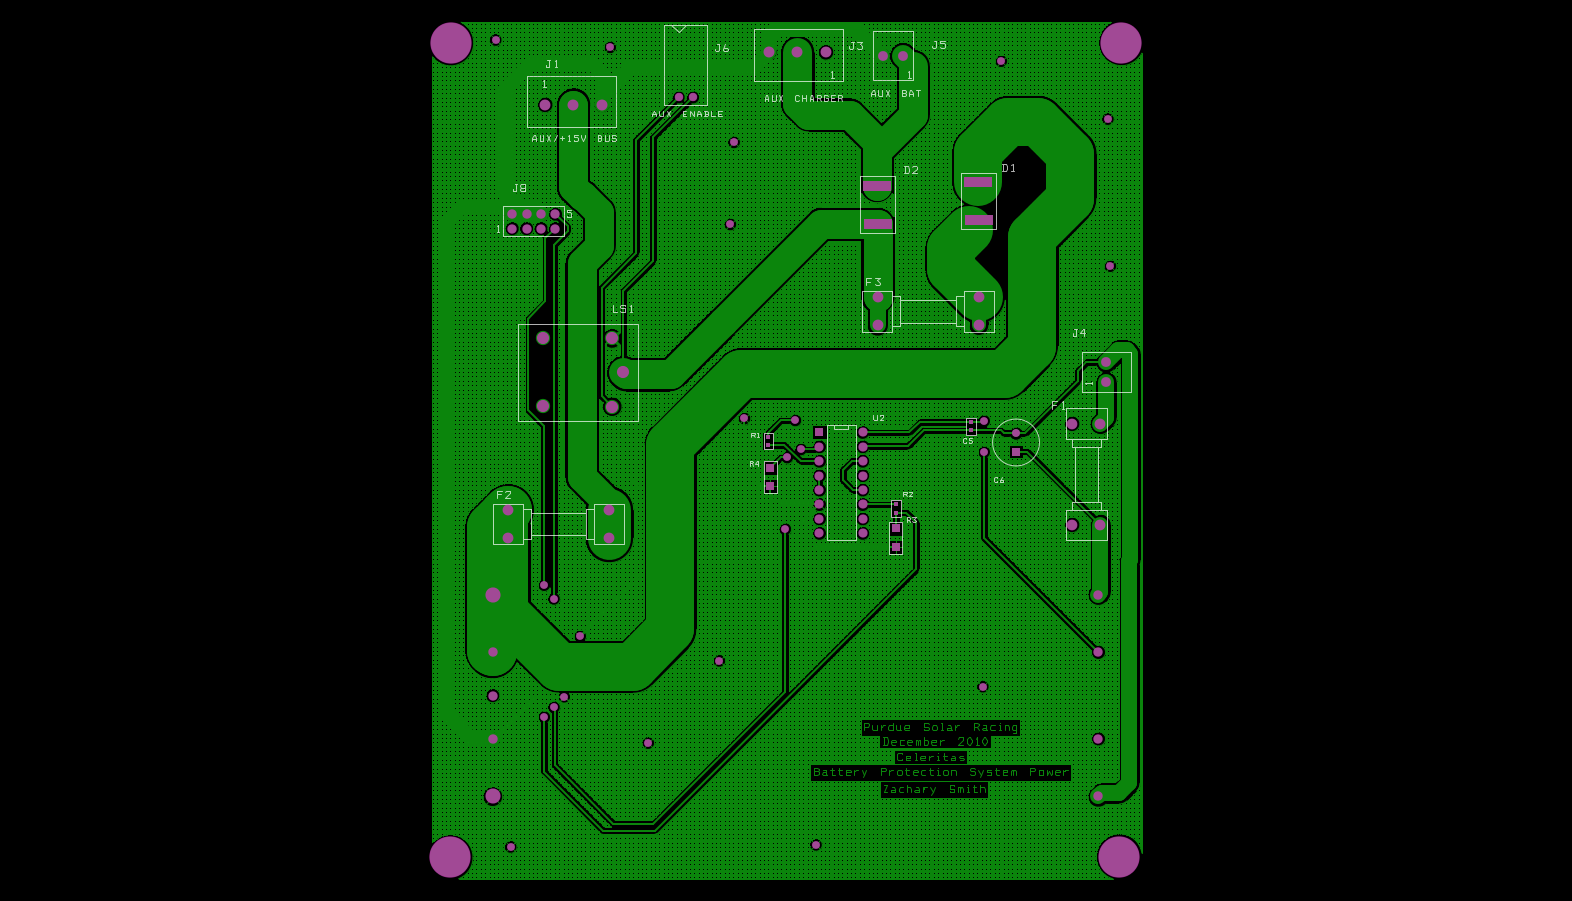 J6
J3
J5
J1
1
1
1
AUX CHARGER
AUX BAT
AUX ENABLE
AUX/+15V BUS
D2
D1
J8
5
1
F3
LS1
J4
1
F1
U2
R1
C5
R4
C6
F2
R2
R3
Purdue Solar Racing
December 2010
Celeritas
Battery Protection System Power
Zachary Smith